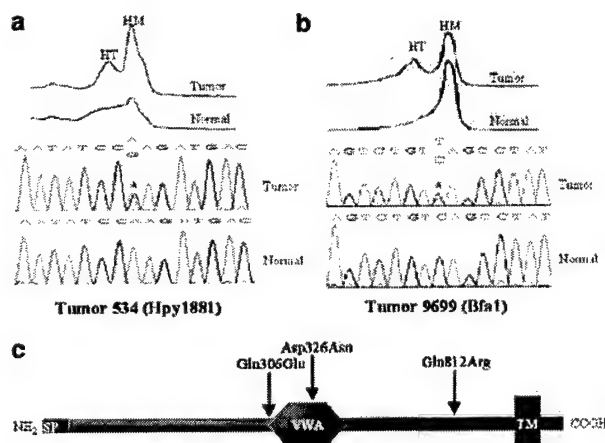 a
b
HM
HT
Tumor
Normal
HM
HT
Tumor
Normal
Tumor
Normal
Tumor
A G T C T G T C A G C C T A T
Normal
Tumor 534 (Hpy1881)
Tumor 9699 (Bfa1)
c
Gln306Glu
Asp326Asn
Gln812Arg
NH2
SP
VWA
TM
COOH